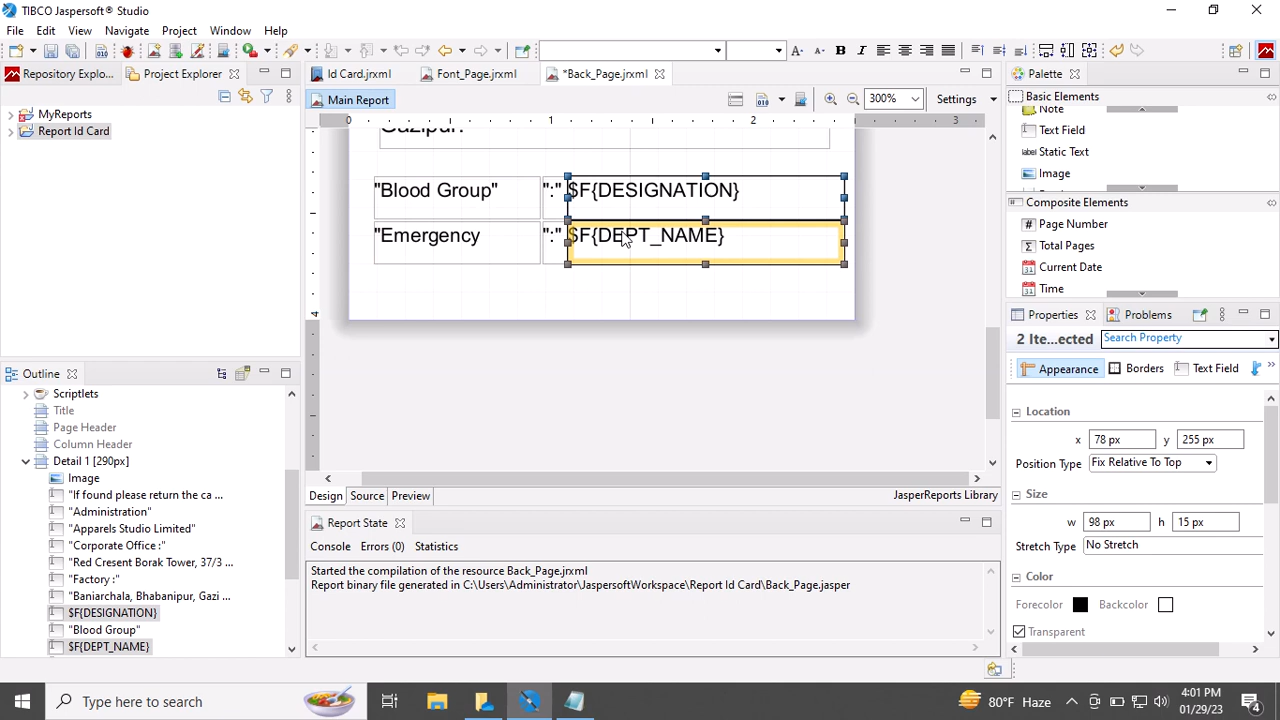 TIBCO Jaspersoft® Studio
File Edit View Navigate Project Window Help
Repository Explo... Project Explorer
MyReports
Report Id Card
Id Card.jrxml Font_Page.jrxml *Back_Page.jrxml
Main Report
300%
Settings
0 1 2 3
Gazipur.
"Blood Group" ":" $F{DESIGNATION}
"Emergency ":" $F{DEPT_NAME}
4
Design Source Preview
JasperReports Library
Report State
Console Errors (0) Statistics
Started the compilation of the resource Back_Page.jrxml
Report binary file generated in C:\Users\Administrator\JaspersoftWorkspace\Report Id Card\Back_Page.jasper
Outline
Scriptlets
Title
Page Header
Column Header
Detail 1 [290px]
Image
"If found please return the ca ...
"Administration"
"Apparels Studio Limited"
"Corporate Office :"
"Red Cresent Borak Tower, 37/3 ...
"Factory :"
"Baniarchala, Bhabanipur, Gazi ...
$F{DESIGNATION}
"Blood Group"
$F{DEPT_NAME}
Palette
Basic Elements
Note
Text Field
label Static Text
Image
Composite Elements
Page Number
Total Pages
Current Date
Time
Properties Problems
2 Ite...ected Search Property
Appearance Borders Text Field
Location
x 78 px y 255 px
Position Type Fix Relative To Top
Size
w 98 px h 15 px
Stretch Type No Stretch
Color
Forecolor Backcolor
Transparent
Type here to search
80°F Haze
4:01 PM
01/29/23
4